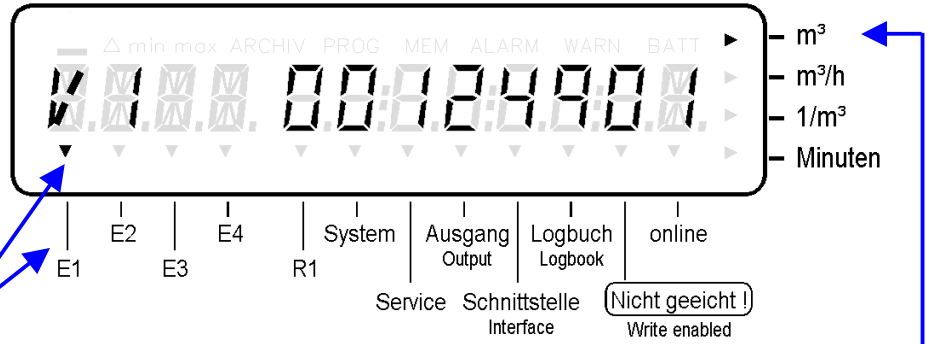 △ min max ARCHIV PROG MEM ALARM WARN BATT
V1 00124901
m³
m³/h
1/m³
Minuten
E2 E4 System Ausgang Logbuch online
Output Logbook
E1 E3 R1
Service Schnittstelle Nicht geeicht !
Interface Write enabled